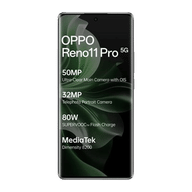 OPPO
Reno11 Pro 5G
50MP
Ultra-Clear Main Camera with OIS
32MP
Telephoto Portrait Camera
80W
SUPERVOOC Flash Charge
MediaTek
Dimensity 8200